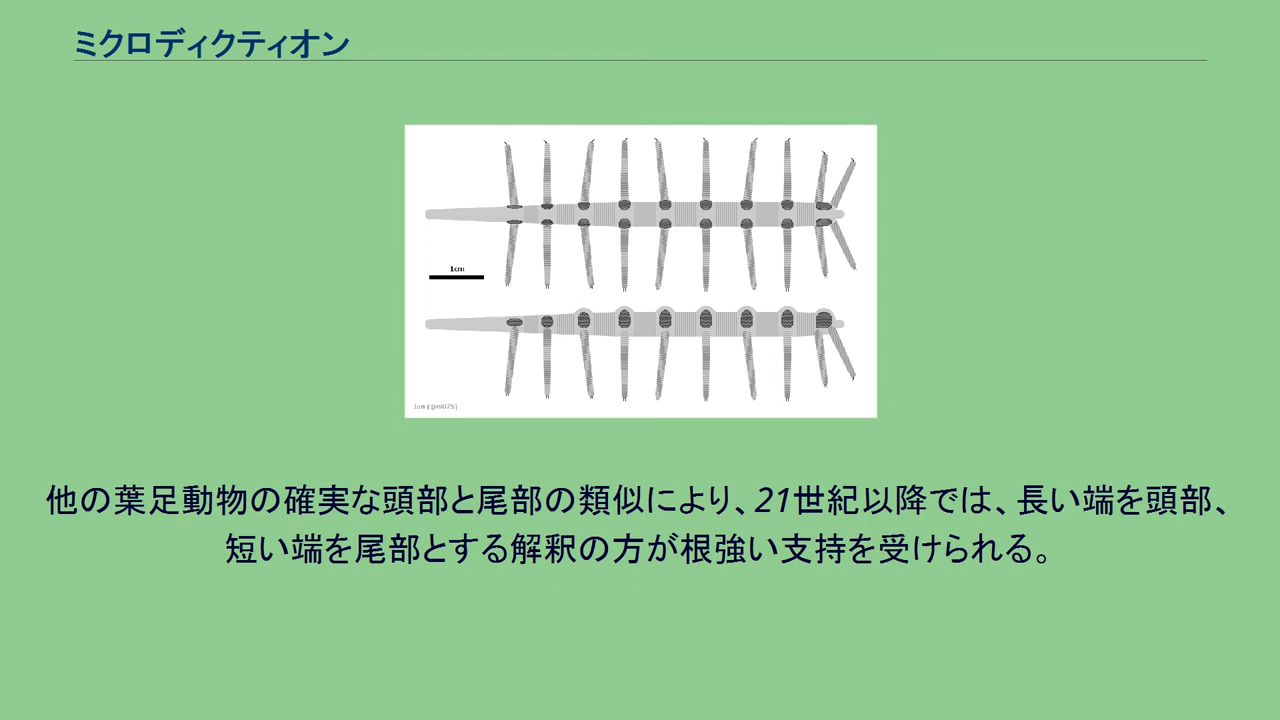 ミクロディクティオン
1cm
他の葉足動物の確実な頭部と尾部の類似により、21世紀以降では、長い端を頭部、
短い端を尾部とする解釈の方が根強い支持を受けられる。